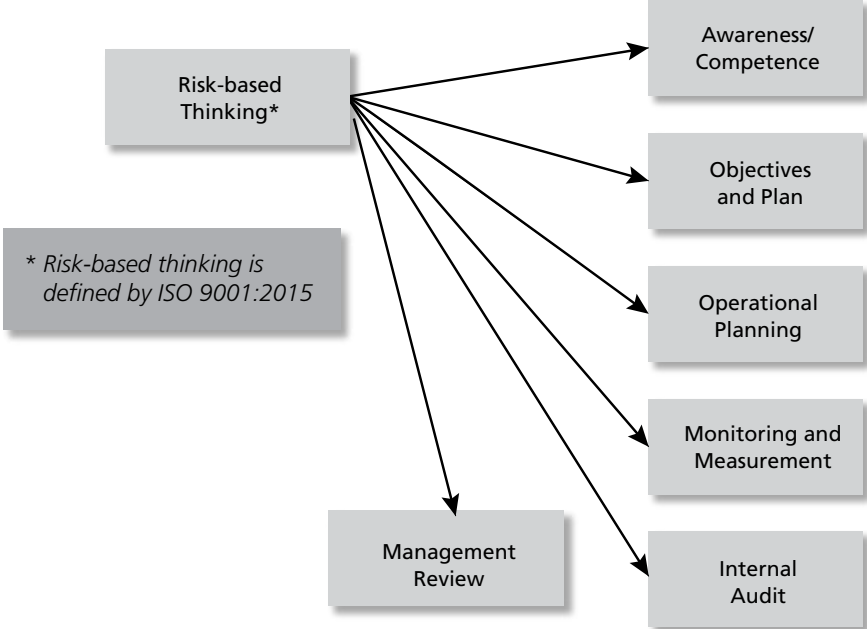 Risk-based
Thinking*
* Risk-based thinking is
defined by ISO 9001:2015
Awareness/
Competence
Objectives
and Plan
Operational
Planning
Monitoring and
Measurement
Internal
Audit
Management
Review